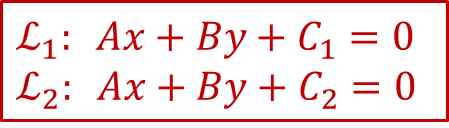 ℒ₁: Ax + By + C₁ = 0
ℒ₂: Ax + By + C₂ = 0